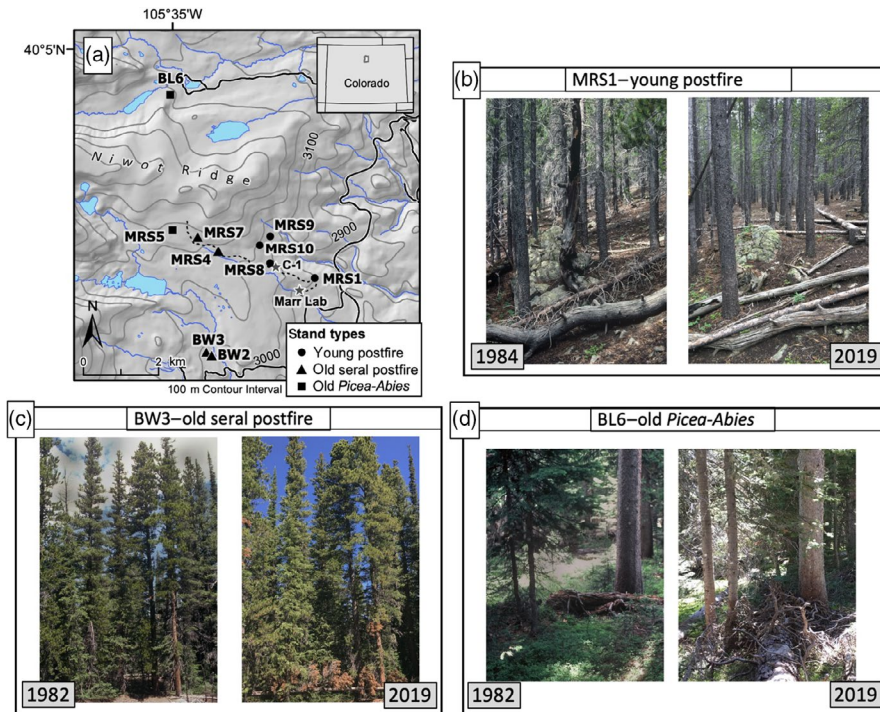 105°35'W
40°5'N
(a)
BL6
Colorado
Niwot Ridge
3100
2900
MRS9
MRS7
MRS5
MRS10
MRS4
MRS8
C-1
MRS1
Marr Lab
N
BW3
BW2
3000
0 2 km
Stand types
Young postfire
Old seral postfire
Old Picea-Abies
100 m Contour Interval
(b)
MRS1–young postfire
1984
2019
(c)
BW3–old seral postfire
1982
2019
(d)
BL6–old Picea-Abies
1982
2019